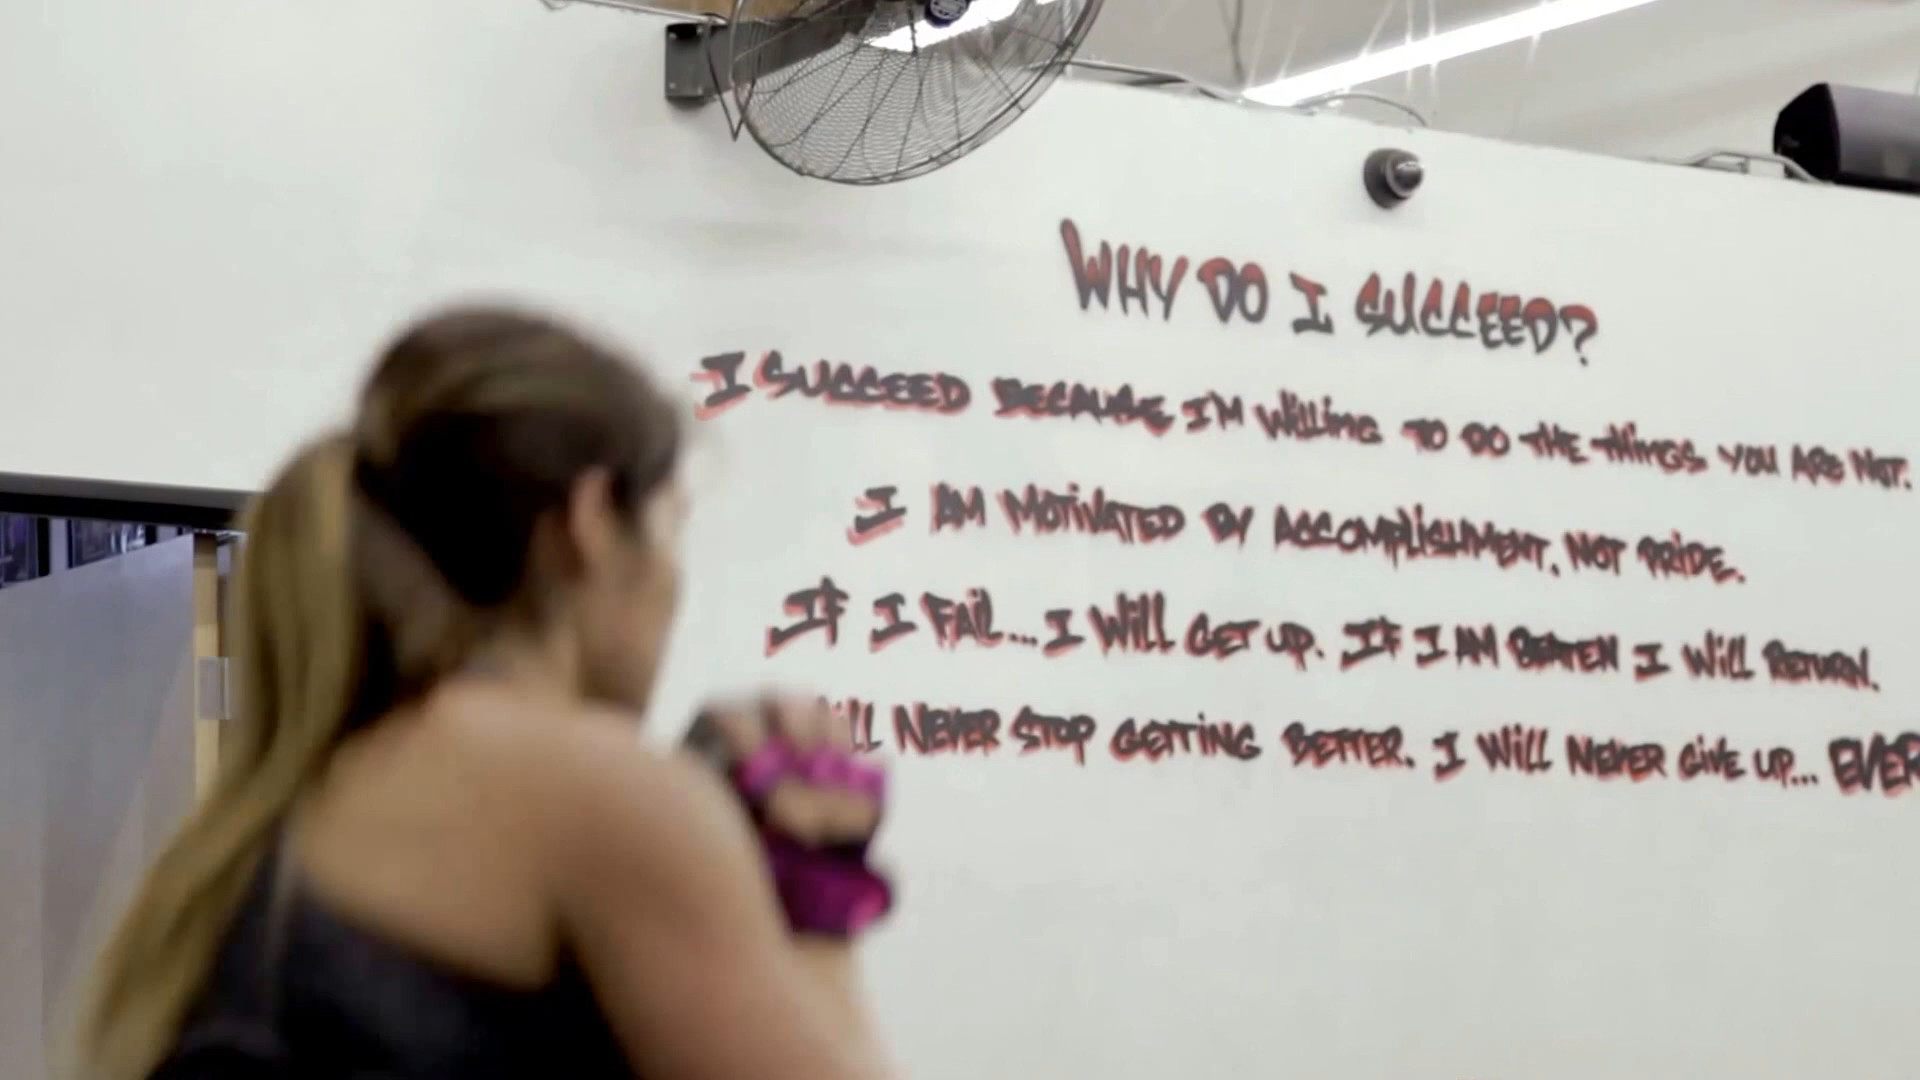 WHY DO I SUCCEED?
I SUCCEED BECAUSE I'M WiLLiNG TO DO THE THiNGS YOU ARE NOT.
I AM MOTiVATED BY ACCOMPLiSHMENT, NOT PRiDE.
IF I FAiL... I WiLL GET UP. IF I AM BEATEN I WiLL RETURN.
NEVER STOP GETTiNG BETTER. I WiLL NEVER GiVE UP... EVER